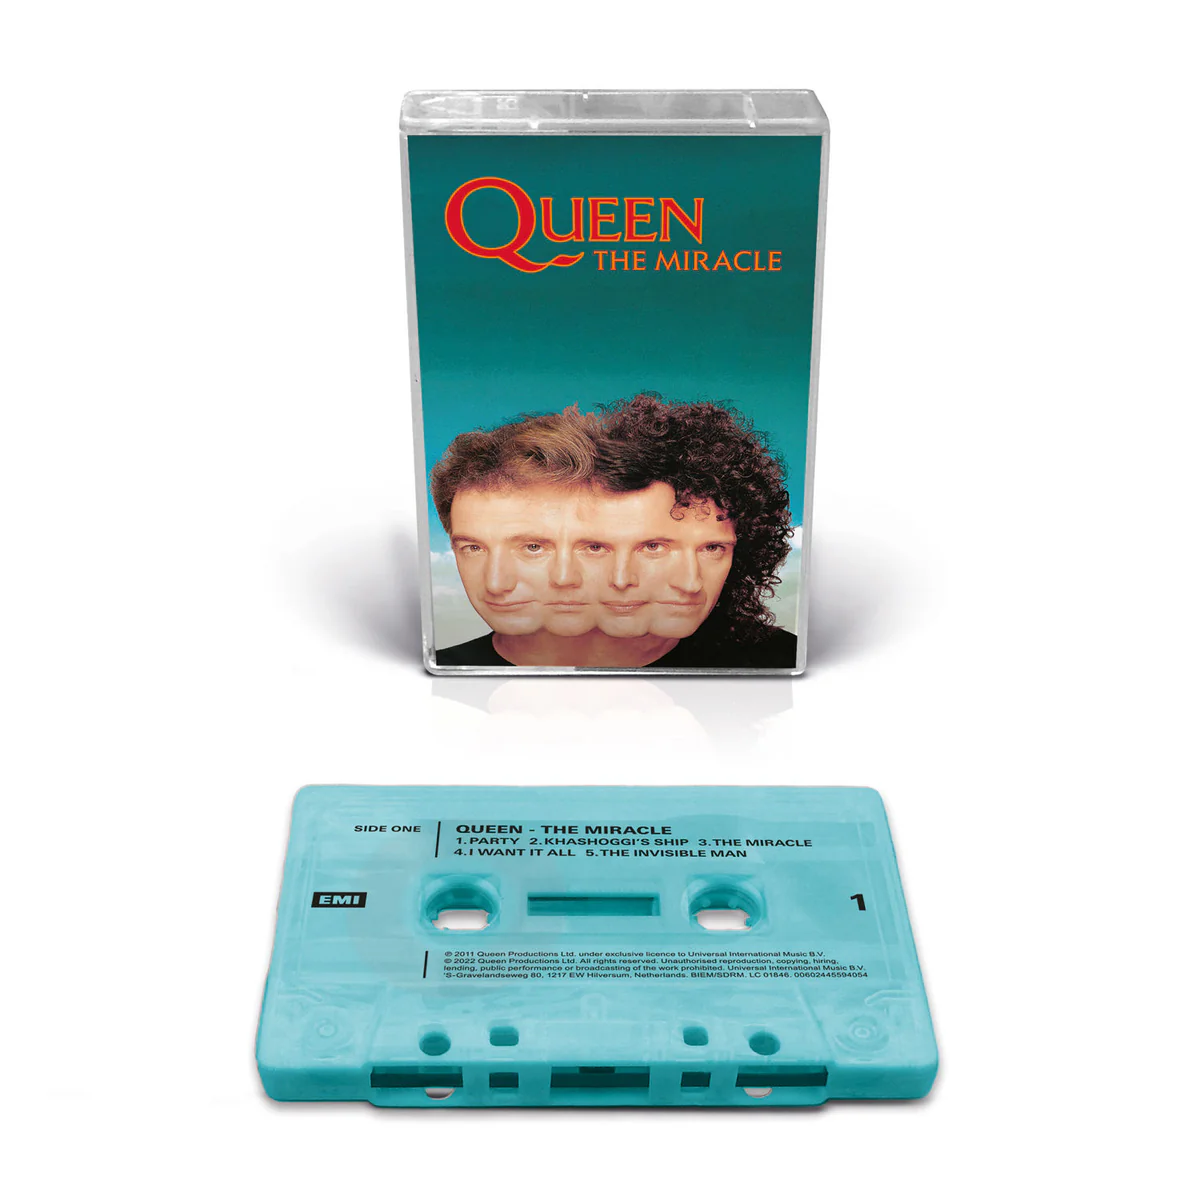 QUEEN
THE MIRACLE
SIDE ONE
QUEEN - THE MIRACLE
1.PARTY 2.KHASHOGGI'S SHIP 3.THE MIRACLE
4.I WANT IT ALL 5.THE INVISIBLE MAN
EMI
1
℗ 2011 Queen Productions Ltd. under exclusive licence to Universal International Music B.V.
© 2022 Queen Productions Ltd. All rights reserved. Unauthorised reproduction, copying, hiring,
lending, public performance or broadcasting of the work prohibited. Universal International Music B.V.
'S-Gravelandseweg 80, 1217 EW Hilversum, Netherlands. BIEM/SDRM. LC 01846. 00602445594054